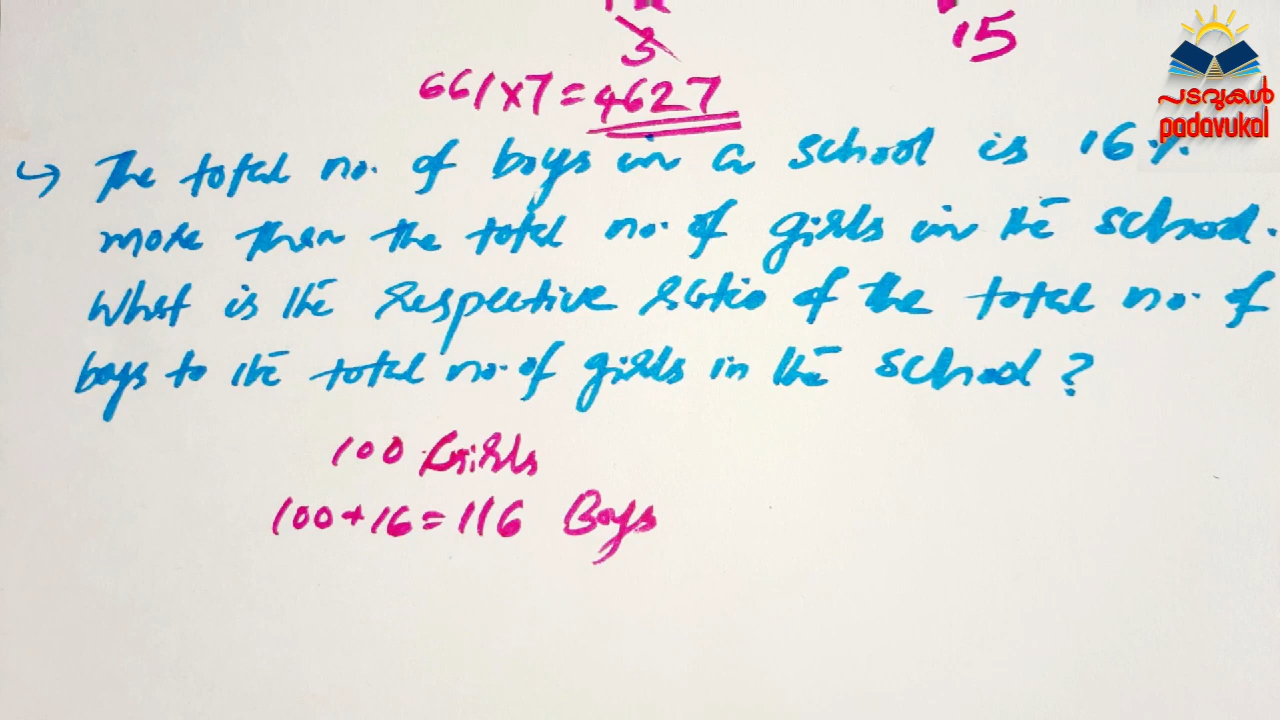 3
15
661x7=4627
പടവുകൾ
padavukal
↪ The total no. of boys in a school is 16%
more than the total no. of girls in the school.
What is the respective ratio of the total no. of
boys to the total no. of girls in the school?
100 Girls
100+16=116 Boys